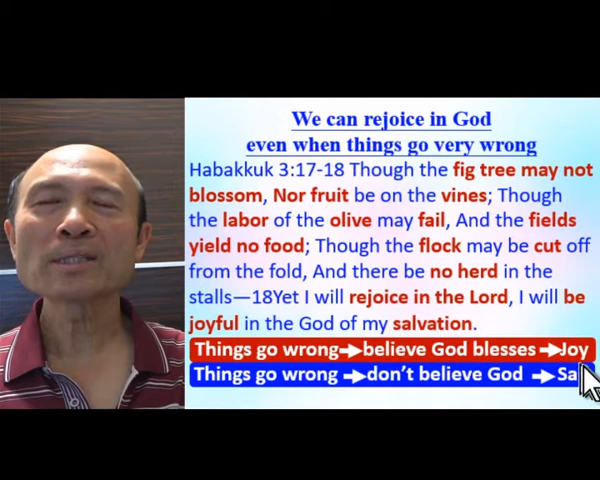 We can rejoice in God
even when things go very wrong
Habakkuk 3:17-18 Though the fig tree may not
blossom, Nor fruit be on the vines; Though
the labor of the olive may fail, And the fields
yield no food; Though the flock may be cut off
from the fold, And there be no herd in the
stalls—18Yet I will rejoice in the Lord, I will be
joyful in the God of my salvation.
Things go wrong→believe God blesses→Joy
Things go wrong →don't believe God →